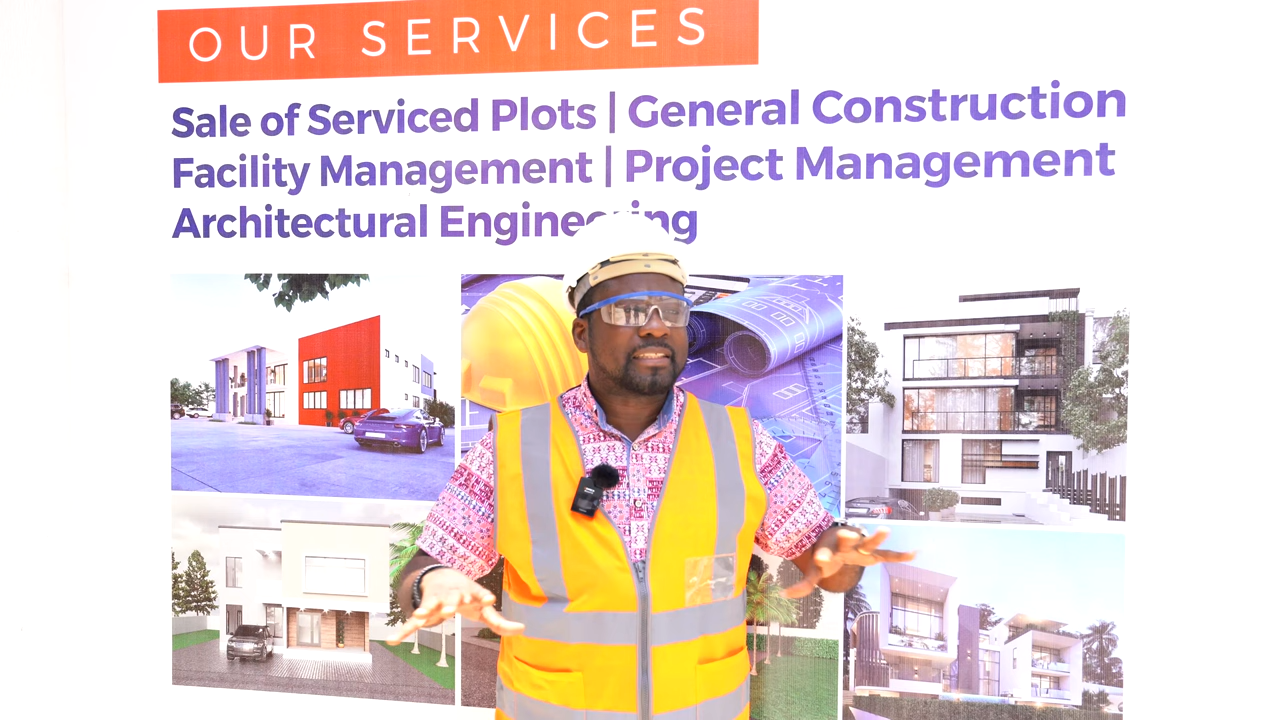 OUR SERVICES
Sale of Serviced Plots | General Construction
Facility Management | Project Management
Architectural Engineering